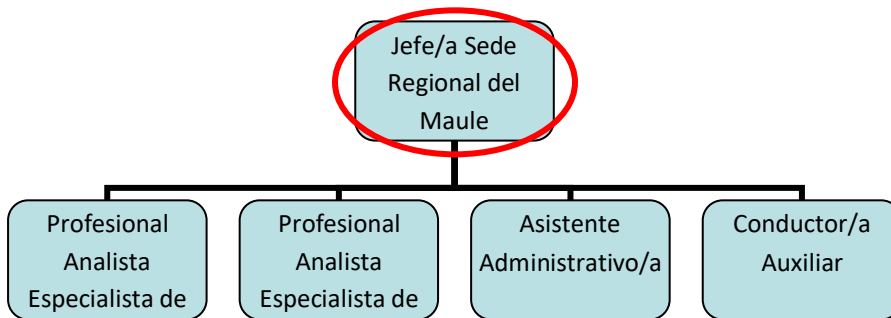 Jefe/a Sede
Regional del
Maule
Profesional
Analista
Especialista de
Profesional
Analista
Especialista de
Asistente
Administrativo/a
Conductor/a
Auxiliar